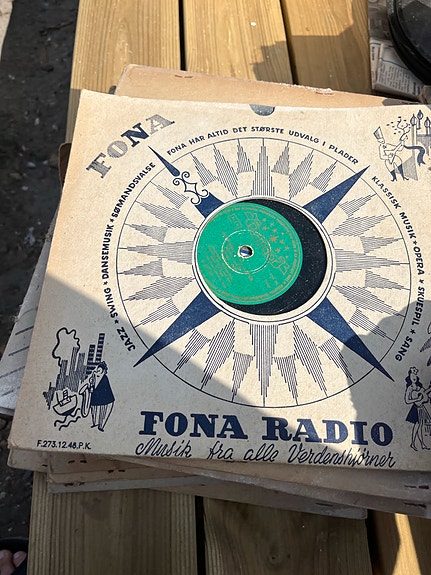 FONA
FONA HAR ALTID DET STØRSTE UDVALG I PLADER
JAZZ ★ SWING ★ DANSEMUSIK ★ SØMANDSVALSE
KLASSISK MUSIK ★ OPERA ★ SKUESPIL ★ SANG
FONA RADIO
Musik fra alle Verdenshjørner
F.273.12.48.P.K.